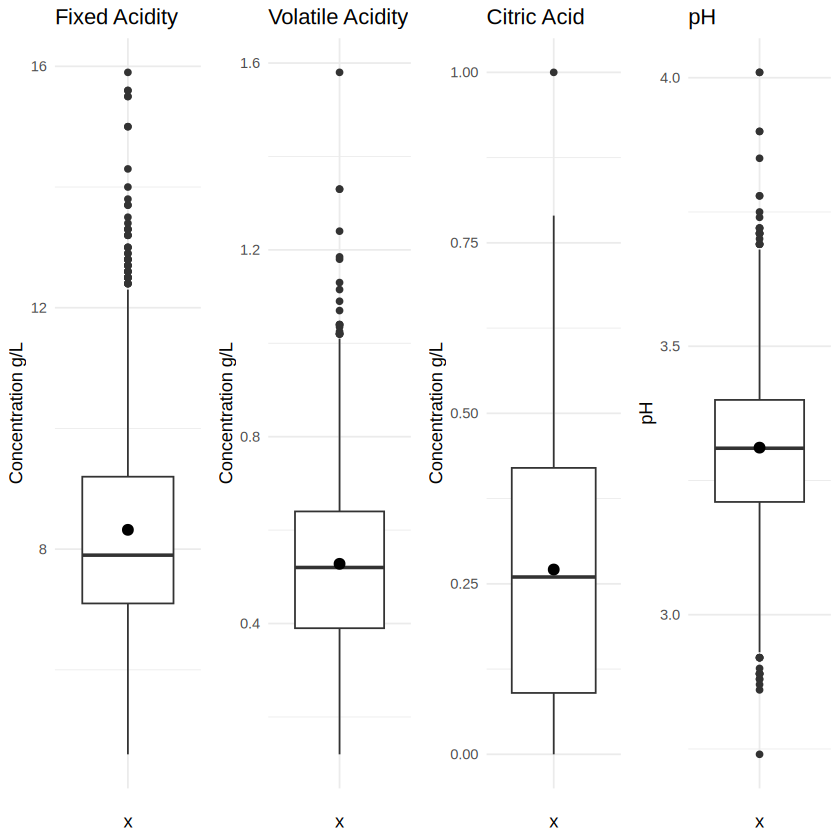 Fixed Acidity
16
12
8
Concentration g/L
x
Volatile Acidity
1.6
1.2
0.8
0.4
Concentration g/L
x
Citric Acid
1.00
0.75
0.50
0.25
0.00
Concentration g/L
x
pH
4.0
3.5
3.0
pH
x